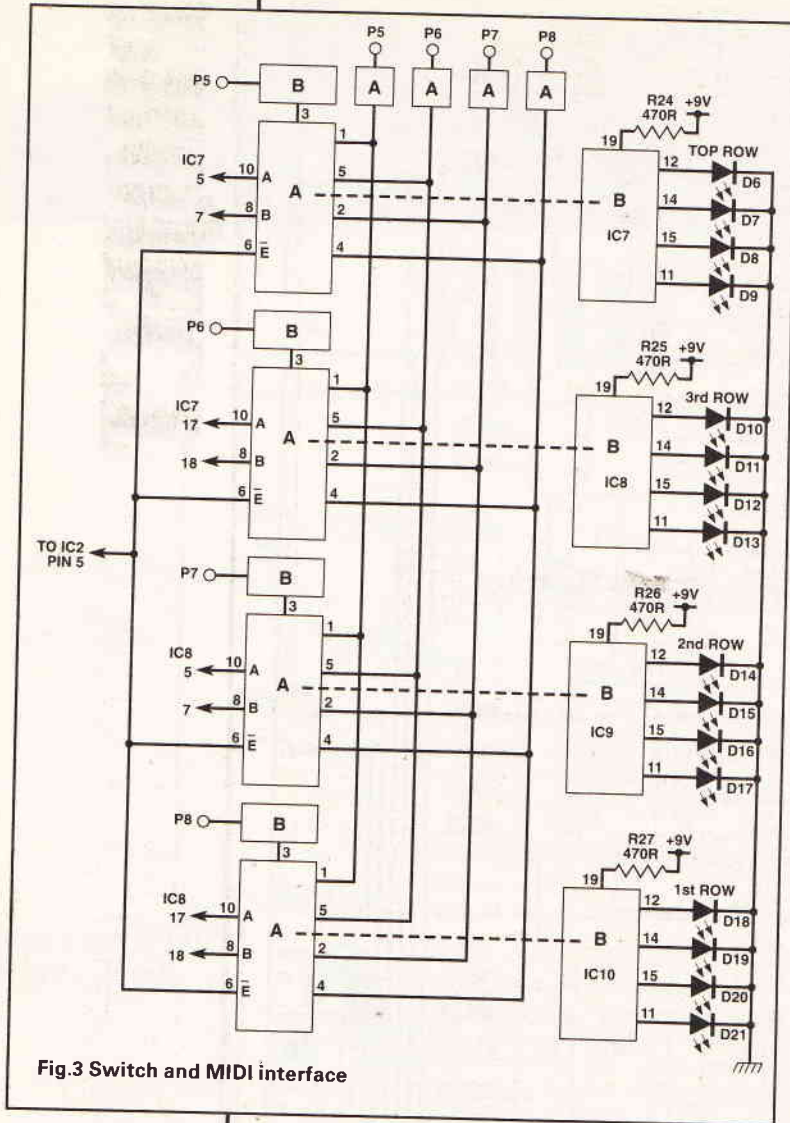 P5 P6 P7 P8
A A A A
P5 B
3
IC7
10 A
5
8 B
7
6 E̅
A
1
5
2
4
R24 +9V
470R
19
B
IC7
TOP ROW
12 D6
14 D7
15 D8
11 D9
P6 B
3
IC7
10 A
17
8 B
18
6 E̅
A
1
5
2
4
R25 +9V
470R
19
B
IC8
3rd ROW
12 D10
14 D11
15 D12
11 D13
TO IC2
PIN 5
P7 B
3
IC8
10 A
5
8 B
7
6 E̅
A
1
5
2
4
R26 +9V
470R
19
B
IC9
2nd ROW
12 D14
14 D15
15 D16
11 D17
P8 B
3
IC8
10 A
17
8 B
18
6 E̅
A
1
5
2
4
R27 +9V
470R
19
B
IC10
1st ROW
12 D18
14 D19
15 D20
11 D21
Fig.3 Switch and MIDI interface